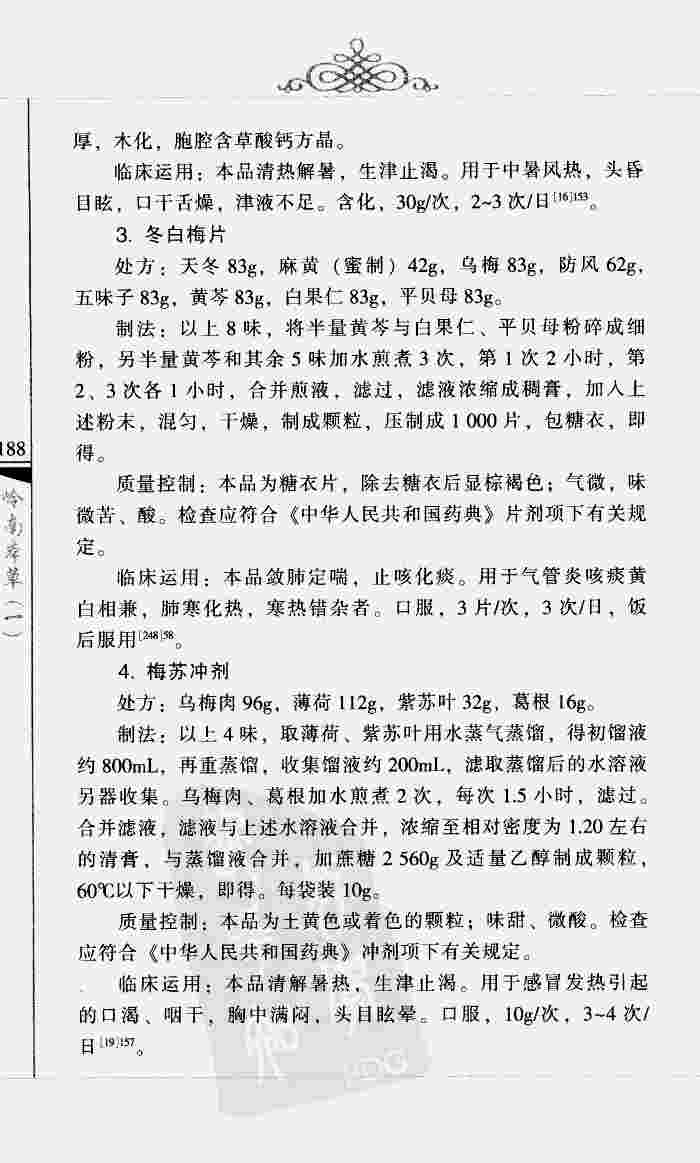 厚，木化，胞腔含草酸钙方晶。
临床运用：本品清热解暑，生津止渴。用于中暑风热，头昏
目眩，口干舌燥，津液不足。含化，30g/次，2~3 次/日[16]153。
3. 冬白梅片
处方：天冬 83g，麻黄（蜜制）42g，乌梅 83g，防风 62g，
五味子 83g，黄芩 83g，白果仁 83g，平贝母 83g。
制法：以上 8 味，将半量黄芩与白果仁、平贝母粉碎成细
粉，另半量黄芩和其余 5 味加水煎煮 3 次，第 1 次 2 小时，第
2、3 次各 1 小时，合并煎液，滤过，滤液浓缩成稠膏，加入上
述粉末，混匀，干燥，制成颗粒，压制成 1 000 片，包糖衣，即
得。
188
质量控制：本品为糖衣片，除去糖衣后显棕褐色；气微，味
微苦、酸。检查应符合《中华人民共和国药典》片剂项下有关规
定。
岭南本草（一）
临床运用：本品敛肺定喘，止咳化痰。用于气管炎咳痰黄
白相兼，肺寒化热，寒热错杂者。口服，3 片/次，3 次/日，饭
后服用[248]58。
4. 梅苏冲剂
处方：乌梅肉 96g，薄荷 112g，紫苏叶 32g，葛根 16g。
制法：以上 4 味，取薄荷、紫苏叶用水蒸气蒸馏，得初馏液
约 800mL，再重蒸馏，收集馏液约 200mL，滤取蒸馏后的水溶液
另器收集。乌梅肉、葛根加水煎煮 2 次，每次 1.5 小时，滤过。
合并滤液，滤液与上述水溶液合并，浓缩至相对密度为 1.20 左右
的清膏，与蒸馏液合并，加蔗糖 2 560g 及适量乙醇制成颗粒，
60℃以下干燥，即得。每袋装 10g。
质量控制：本品为土黄色或着色的颗粒；味甜、微酸。检查
应符合《中华人民共和国药典》冲剂项下有关规定。
临床运用：本品清解暑热，生津止渴。用于感冒发热引起
的口渴、咽干，胸中满闷，头目眩晕。口服，10g/次，3~4 次/
日[19]157。